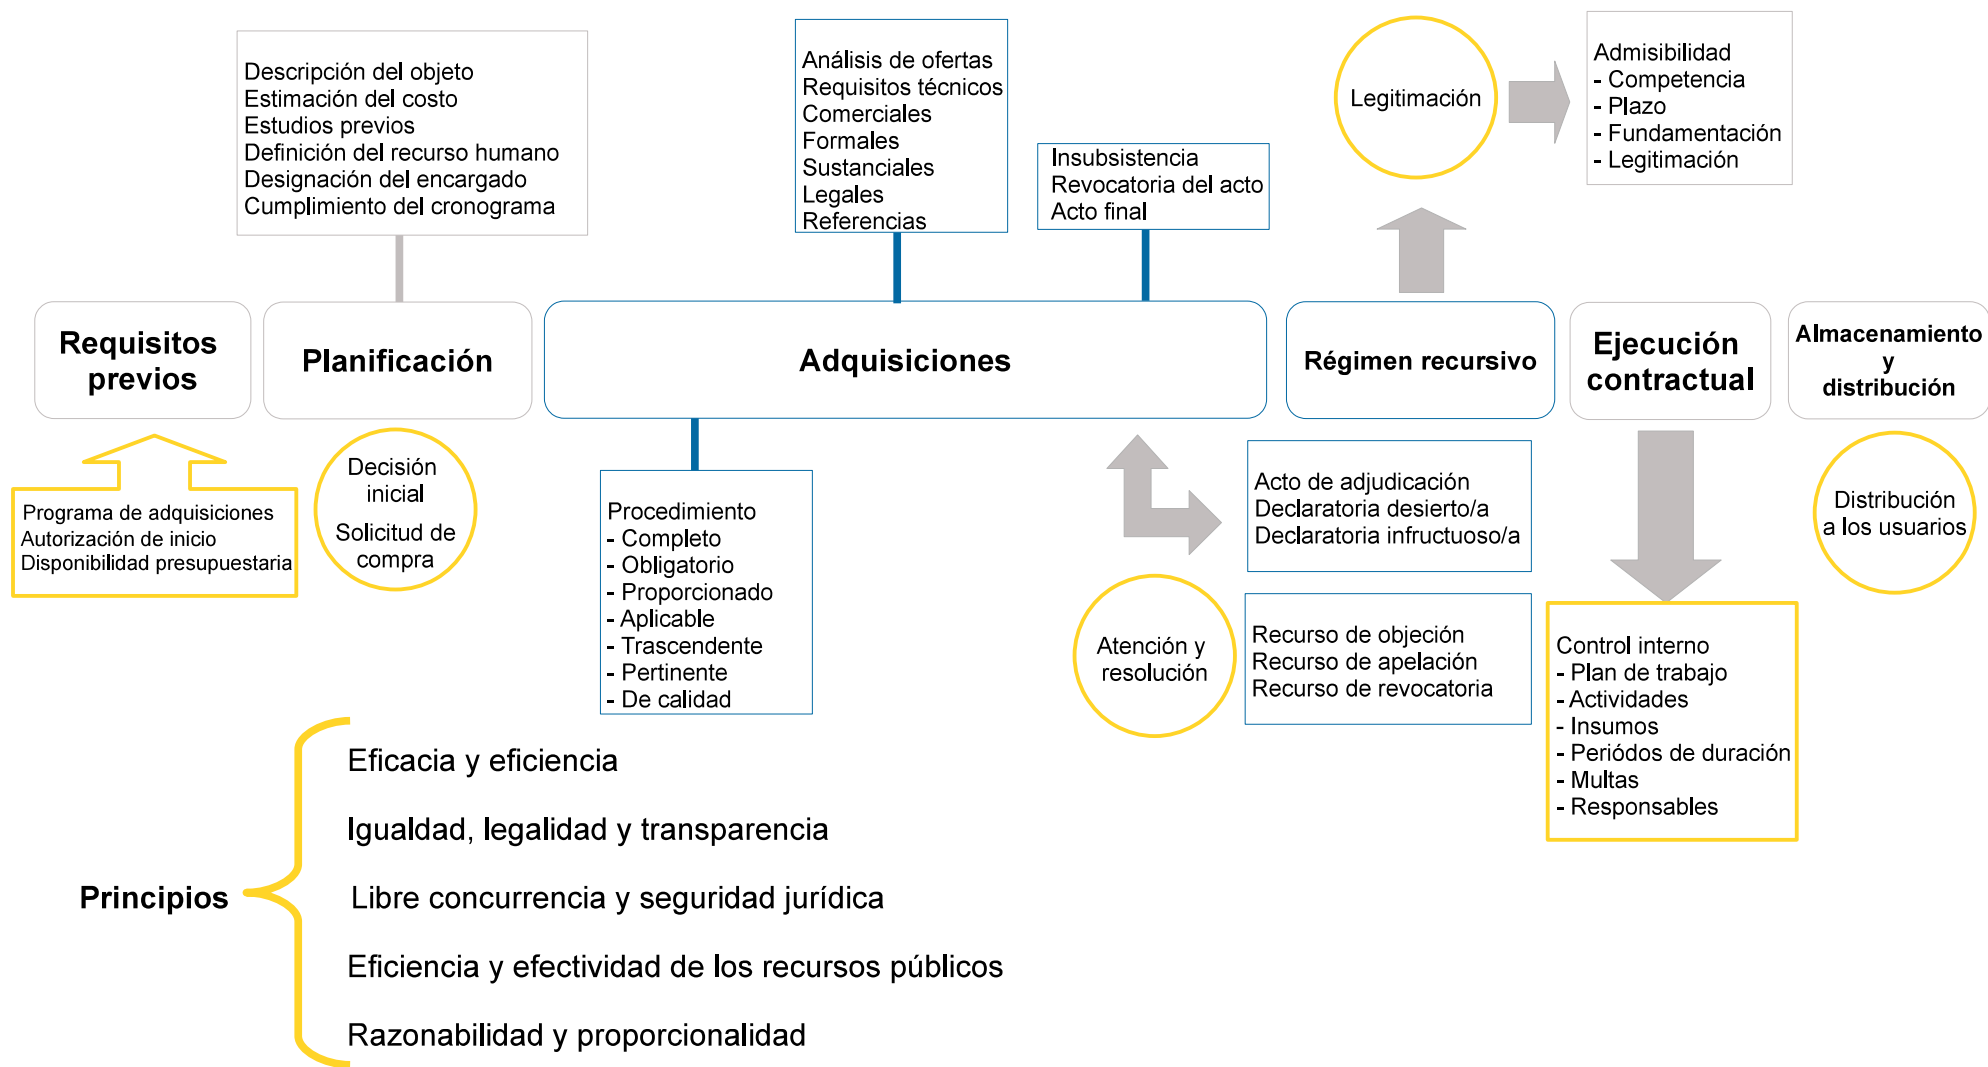 Descripción del objeto
Estimación del costo
Estudios previos
Definición del recurso humano
Designación del encargado
Cumplimiento del cronograma
Análisis de ofertas
Requisitos técnicos
Comerciales
Formales
Sustanciales
Legales
Referencias
Insubsistencia
Revocatoria del acto
Acto final
Legitimación
Admisibilidad
- Competencia
- Plazo
- Fundamentación
- Legitimación
Requisitos
previos
Planificación
Adquisiciones
Régimen recursivo
Ejecución
contractual
Almacenamiento
y
distribución
Programa de adquisiciones
Autorización de inicio
Disponibilidad presupuestaria
Decisión
inicial
Solicitud de
compra
Procedimiento
- Completo
- Obligatorio
- Proporcionado
- Aplicable
- Trascendente
- Pertinente
- De calidad
Acto de adjudicación
Declaratoria desierto/a
Declaratoria infructuoso/a
Atención y
resolución
Recurso de objeción
Recurso de apelación
Recurso de revocatoria
Control interno
- Plan de trabajo
- Actividades
- Insumos
- Periódos de duración
- Multas
- Responsables
Distribución
a los usuarios
Principios
Eficacia y eficiencia
Igualdad, legalidad y transparencia
Libre concurrencia y seguridad jurídica
Eficiencia y efectividad de los recursos públicos
Razonabilidad y proporcionalidad